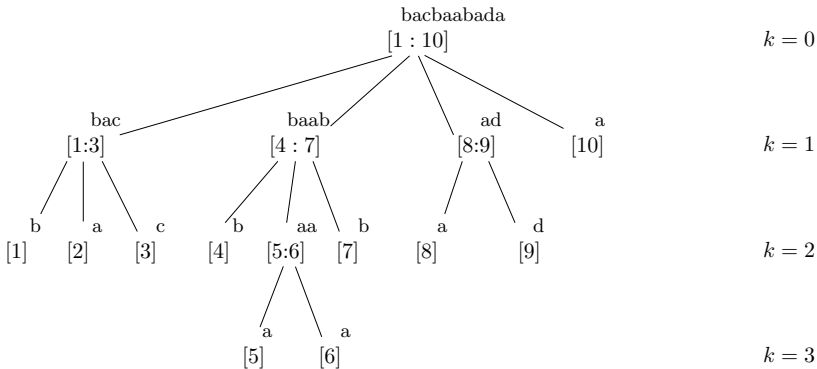 bacbaabada
[1 : 10] k = 0
bac baab ad a
[1:3] [4 : 7] [8:9] [10] k = 1
b a c b aa b a d
[1] [2] [3] [4] [5:6] [7] [8] [9] k = 2
a a
[5] [6] k = 3